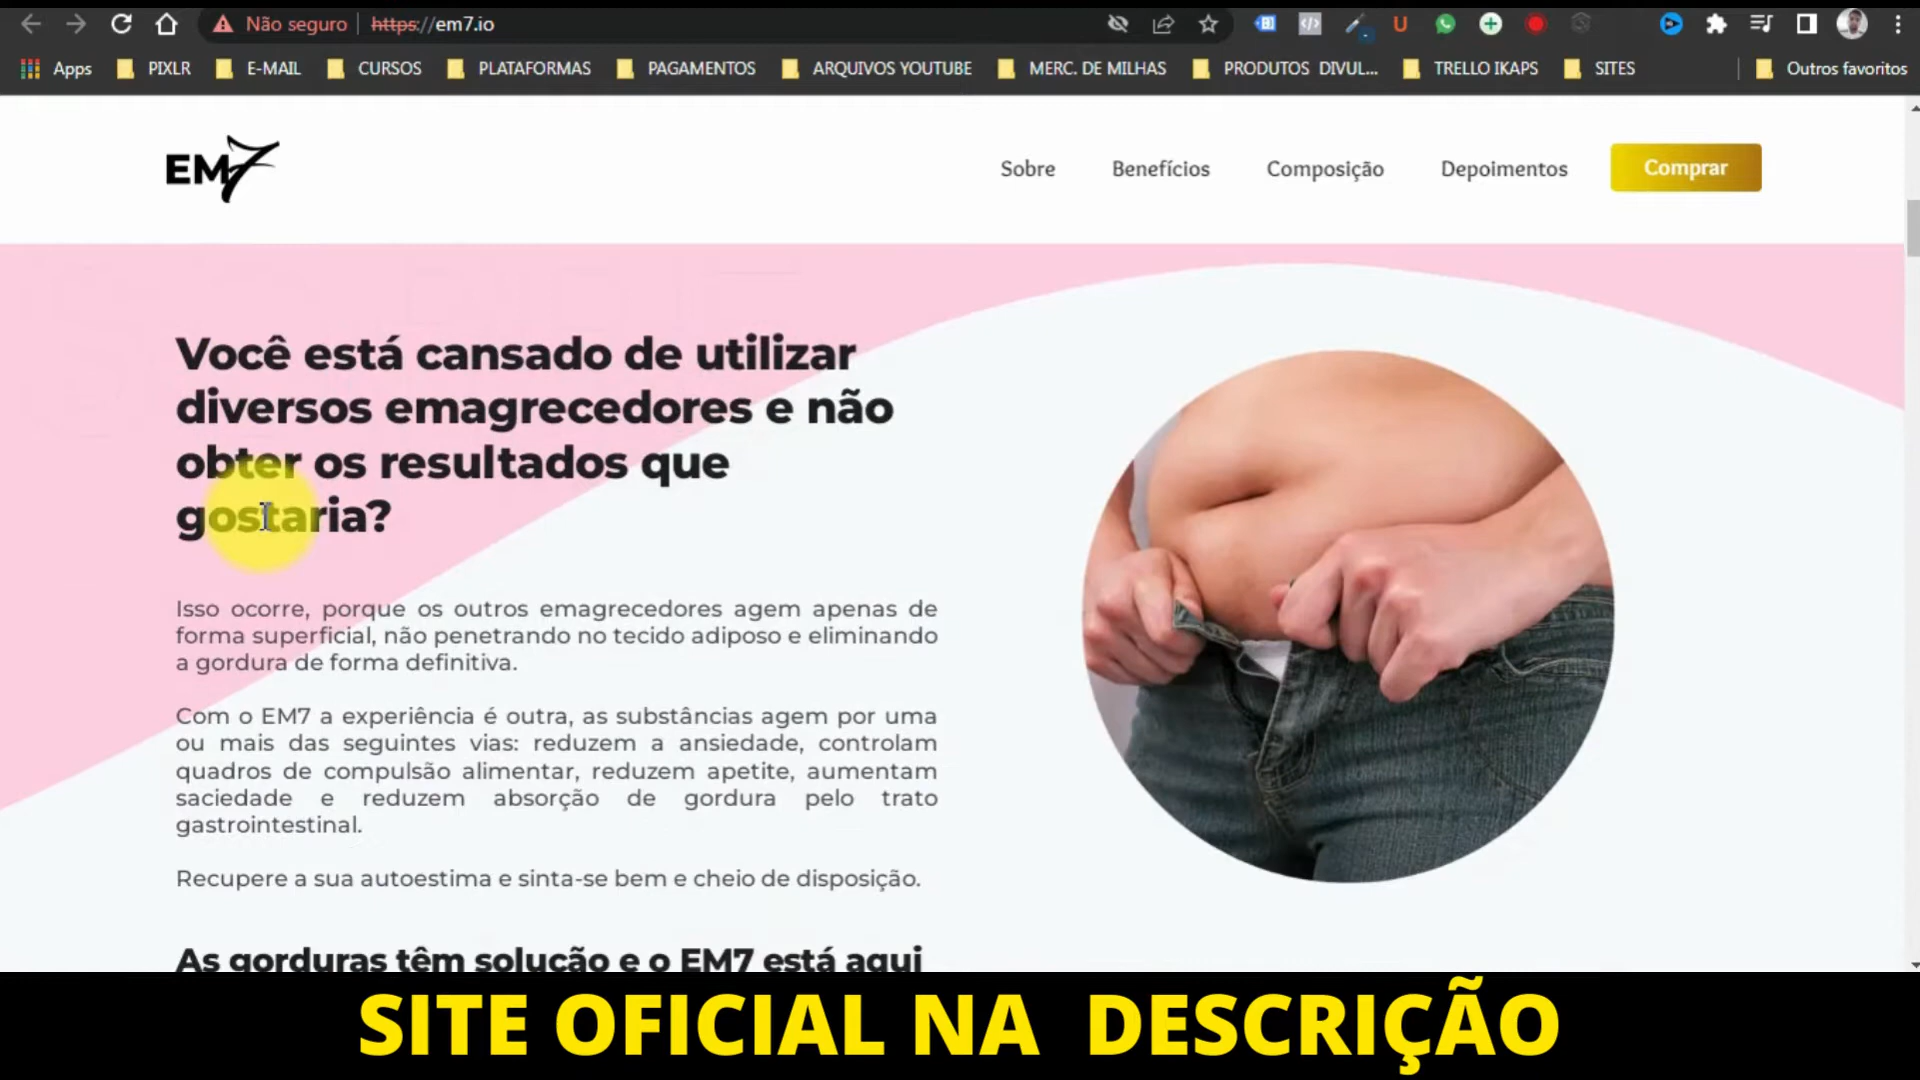 Não seguro https://em7.io
Apps PIXLR E-MAIL CURSOS PLATAFORMAS PAGAMENTOS ARQUIVOS YOUTUBE MERC. DE MILHAS PRODUTOS DIVUL... TRELLO IKAPS SITES Outros favoritos
EM7 Sobre Benefícios Composição Depoimentos Comprar
Você está cansado de utilizar
diversos emagrecedores e não
obter os resultados que
gostaria?
Isso ocorre, porque os outros emagrecedores agem apenas de
forma superficial, não penetrando no tecido adiposo e eliminando
a gordura de forma definitiva.
Com o EM7 a experiência é outra, as substâncias agem por uma
ou mais das seguintes vias: reduzem a ansiedade, controlam
quadros de compulsão alimentar, reduzem apetite, aumentam
saciedade e reduzem absorção de gordura pelo trato
gastrointestinal.
Recupere a sua autoestima e sinta-se bem e cheio de disposição.
As gorduras têm solução e o EM7 está aqui
SITE OFICIAL NA DESCRIÇÃO